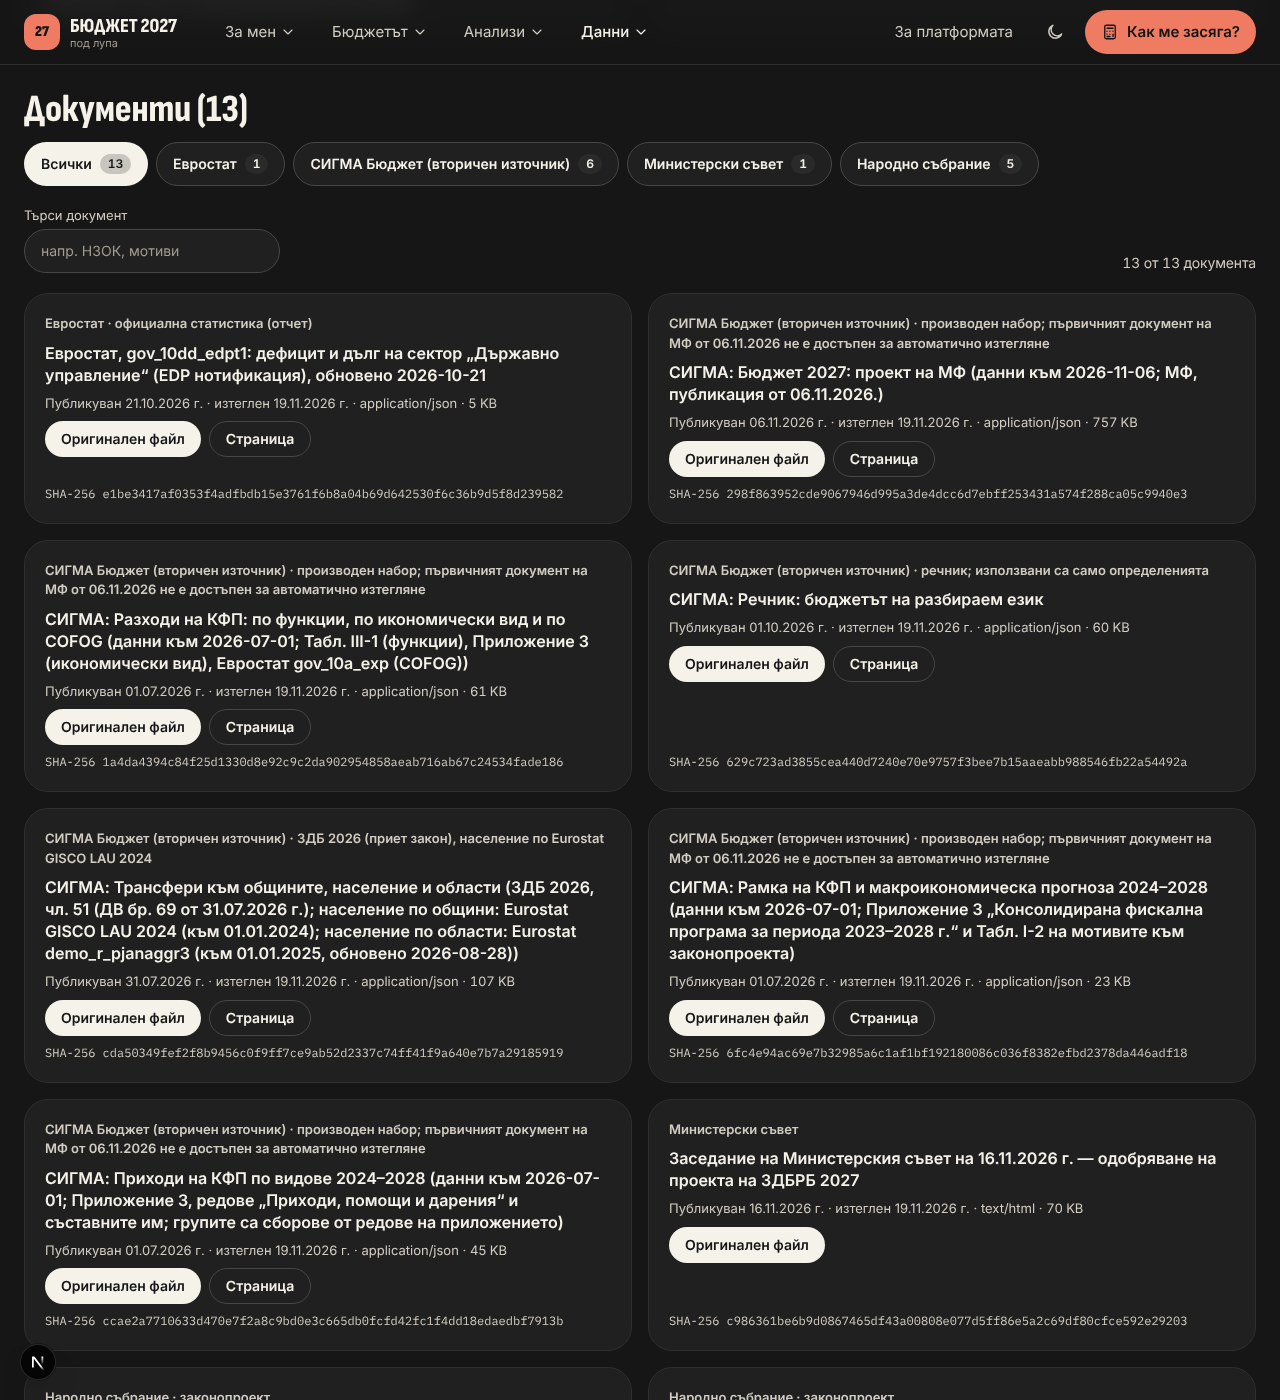 27
БЮДЖЕТ 2027
под лупа
За мен
Бюджетът
Анализи
Данни
За платформата
Как ме засяга?
Документи (13)
Всички 13
Евростат 1
СИГМА Бюджет (вторичен източник) 6
Министерски съвет 1
Народно събрание 5
Търси документ
напр. НЗОК, мотиви
13 от 13 документа
Евростат · официална статистика (отчет)
Евростат, gov_10dd_edpt1: дефицит и дълг на сектор „Държавно
управление“ (EDP нотификация), обновено 2026-10-21
Публикуван 21.10.2026 г. · изтеглен 19.11.2026 г. · application/json · 5 KB
Оригинален файл
Страница
SHA-256 e1be3417af0353f4adfbdb15e3761f6b8a04b69d642530f6c36b9d5f8d239582
СИГМА Бюджет (вторичен източник) · производен набор; първичният документ на
МФ от 06.11.2026 не е достъпен за автоматично изтегляне
СИГМА: Бюджет 2027: проект на МФ (данни към 2026-11-06; МФ,
публикация от 06.11.2026.)
Публикуван 06.11.2026 г. · изтеглен 19.11.2026 г. · application/json · 757 KB
Оригинален файл
Страница
SHA-256 298f863952cde9067946d995a3de4dcc6d7ebff253431a574f288ca05c9940e3
СИГМА Бюджет (вторичен източник) · производен набор; първичният документ на
МФ от 06.11.2026 не е достъпен за автоматично изтегляне
СИГМА: Разходи на КФП: по функции, по икономически вид и по
COFOG (данни към 2026-07-01; Табл. III-1 (функции), Приложение 3
(икономически вид), Евростат gov_10a_exp (COFOG))
Публикуван 01.07.2026 г. · изтеглен 19.11.2026 г. · application/json · 61 KB
Оригинален файл
Страница
SHA-256 1a4da4394c84f25d1330d8e92c9c2da902954858aeab716ab67c24534fade186
СИГМА Бюджет (вторичен източник) · речник; използвани са само определенията
СИГМА: Речник: бюджетът на разбираем език
Публикуван 01.10.2026 г. · изтеглен 19.11.2026 г. · application/json · 60 KB
Оригинален файл
Страница
SHA-256 629c723ad3855cea440d7240e70e9757f3bee7b15aaeabb988546fb22a54492a
СИГМА Бюджет (вторичен източник) · ЗДБ 2026 (приет закон), население по Eurostat
GISCO LAU 2024
СИГМА: Трансфери към общините, население и области (ЗДБ 2026,
чл. 51 (ДВ бр. 69 от 31.07.2026 г.); население по общини: Eurostat
GISCO LAU 2024 (към 01.01.2024); население по области: Eurostat
demo_r_pjanaggr3 (към 01.01.2025, обновено 2026-08-28))
Публикуван 31.07.2026 г. · изтеглен 19.11.2026 г. · application/json · 107 KB
Оригинален файл
Страница
SHA-256 cda50349fef2f8b9456c0f9ff7ce9ab52d2337c74ff41f9a640e7b7a29185919
СИГМА Бюджет (вторичен източник) · производен набор; първичният документ на
МФ от 06.11.2026 не е достъпен за автоматично изтегляне
СИГМА: Рамка на КФП и макроикономическа прогноза 2024–2028
(данни към 2026-07-01; Приложение 3 „Консолидирана фискална
програма за периода 2023–2028 г.“ и Табл. I-2 на мотивите към
законопроекта)
Публикуван 01.07.2026 г. · изтеглен 19.11.2026 г. · application/json · 23 KB
Оригинален файл
Страница
SHA-256 6fc4e94ac69e7b32985a6c1af1bf192180086c036f8382efbd2378da446adf18
СИГМА Бюджет (вторичен източник) · производен набор; първичният документ на
МФ от 06.11.2026 не е достъпен за автоматично изтегляне
СИГМА: Приходи на КФП по видове 2024–2028 (данни към 2026-07-
01; Приложение 3, редове „Приходи, помощи и дарения“ и
съставните им; групите са сборове от редове на приложението)
Публикуван 01.07.2026 г. · изтеглен 19.11.2026 г. · application/json · 45 KB
Оригинален файл
Страница
SHA-256 ccae2a7710633d470e7f2a8c9bd0e3c665db0fcfd42fc1f4dd18edaedbf7913b
Министерски съвет
Заседание на Министерския съвет на 16.11.2026 г. — одобряване на
проекта на ЗДБРБ 2027
Публикуван 16.11.2026 г. · изтеглен 19.11.2026 г. · text/html · 70 KB
Оригинален файл
SHA-256 c986361be6b9d0867465df43a00808e077d5ff86e5a2c69df80cfce592e29203
N
Народно събрание · законопроект
Народно събрание · законопроект